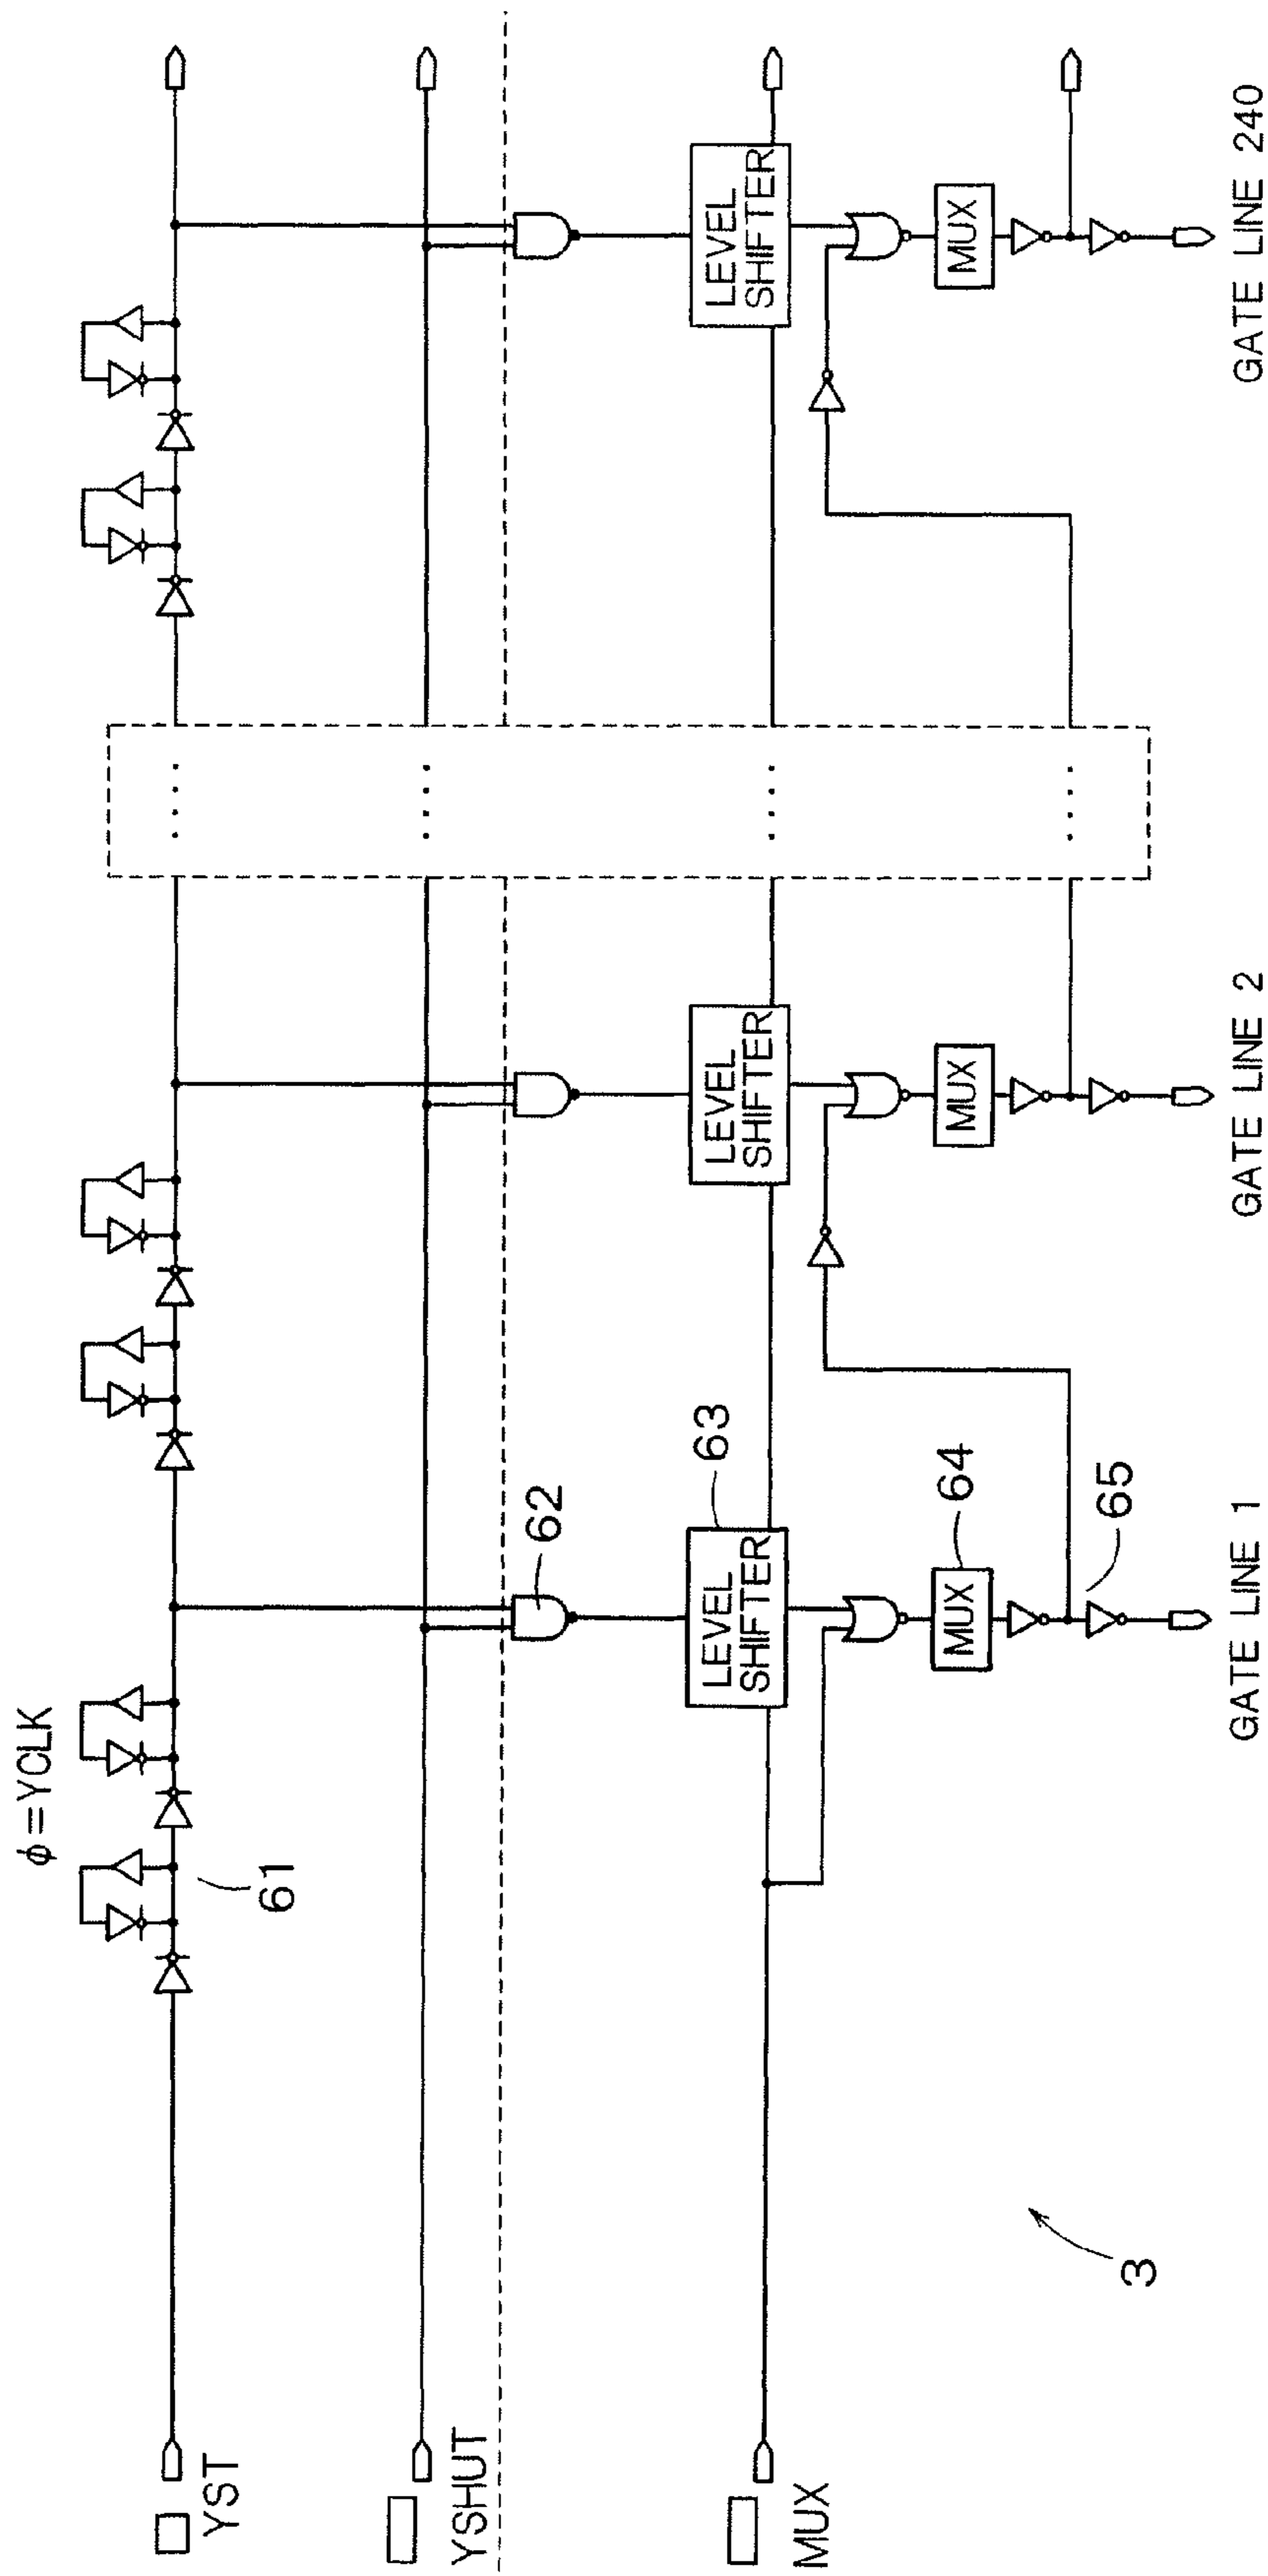 φ=YCLK
61
YST
YSHUT
62
LEVEL
SHIFTER
63
LEVEL
SHIFTER
LEVEL
SHIFTER
MUX
MUX
64
MUX
MUX
65
3
GATE LINE 1
GATE LINE 2
GATE LINE 240